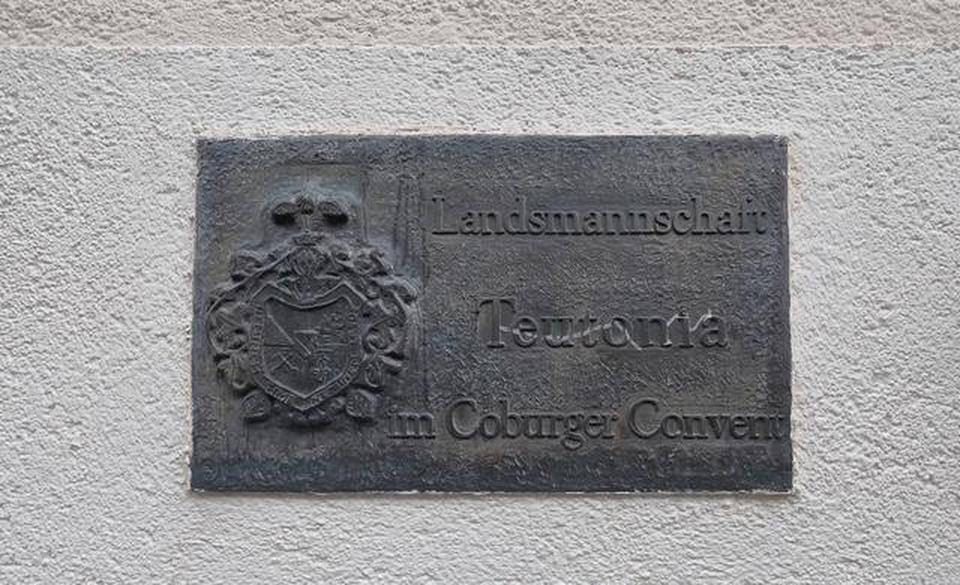 Landsmannschaft
Teutonia
im Coburger Convent